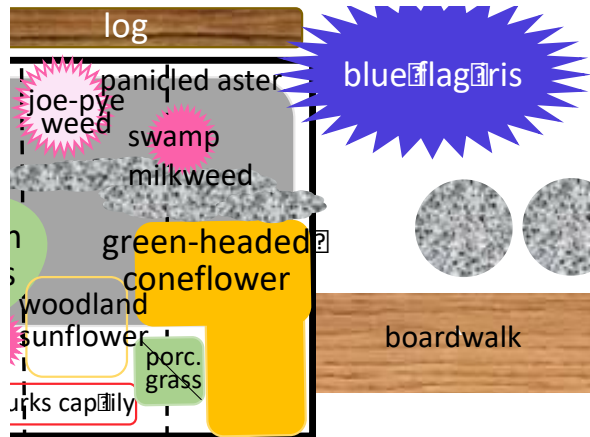 log
panicled aster
blue flag iris
joe-pye
weed
swamp
milkweed
green-headed
coneflower
woodland
sunflower
boardwalk
porc.
grass
urks cap lily